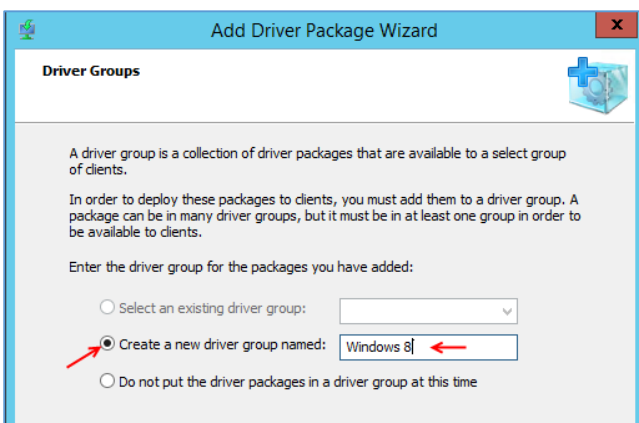 Add Driver Package Wizard
x
Driver Groups
A driver group is a collection of driver packages that are available to a select group
of clients.
In order to deploy these packages to clients, you must add them to a driver group. A
package can be in many driver groups, but it must be in at least one group in order to
be available to clients.
Enter the driver group for the packages you have added:
Select an existing driver group:
Create a new driver group named: Windows 8
Do not put the driver packages in a driver group at this time